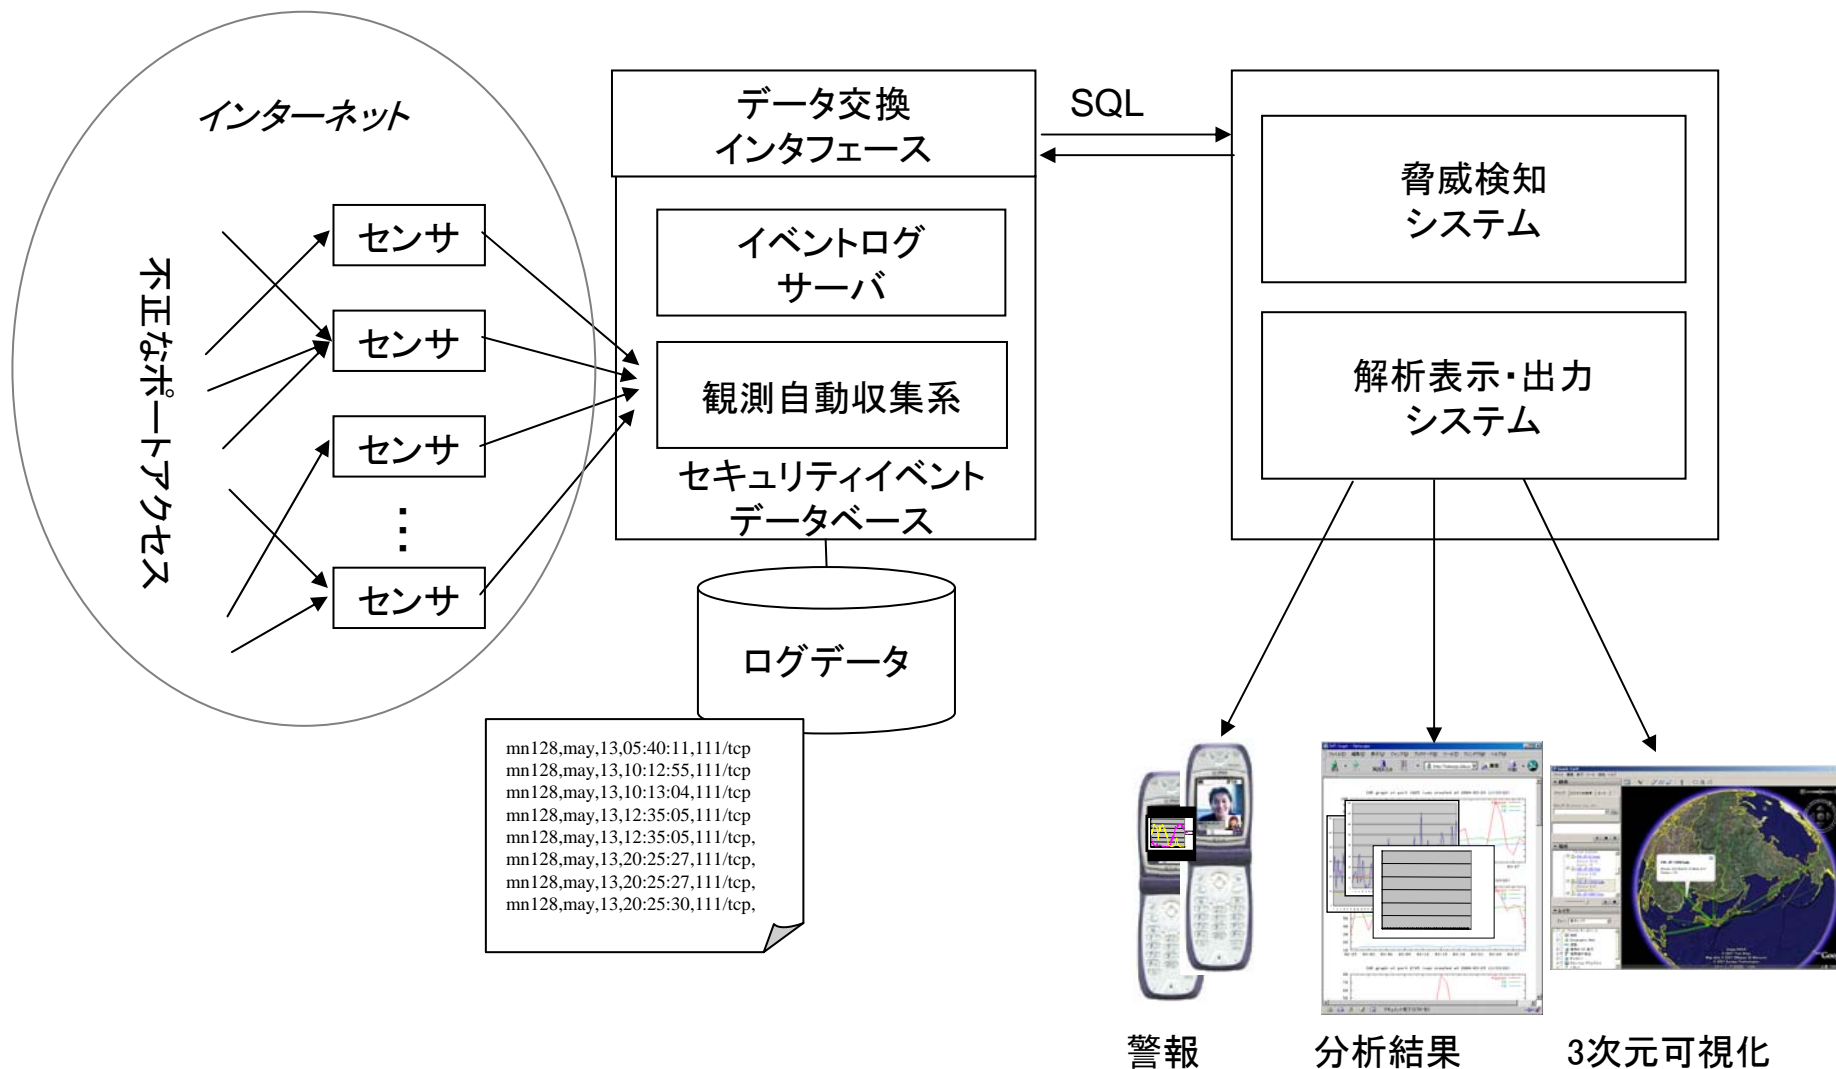 インターネット
不正なポートアクセス
センサ
センサ
センサ
⋮
センサ
データ交換
インタフェース
イベントログ
サーバ
観測自動収集系
セキュリティイベント
データベース
ログデータ
mn128,may,13,05:40:11,111/tcp
mn128,may,13,10:12:55,111/tcp
mn128,may,13,10:13:04,111/tcp
mn128,may,13,12:35:05,111/tcp
mn128,may,13,12:35:05,111/tcp,
mn128,may,13,20:25:27,111/tcp,
mn128,may,13,20:25:27,111/tcp,
mn128,may,13,20:25:30,111/tcp,
SQL
脅威検知
システム
解析表示・出力
システム
警報
分析結果
3次元可視化